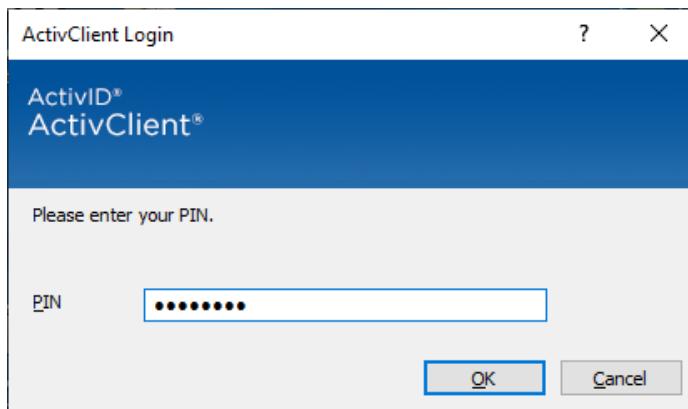 ActivClient Login
ActivID®
ActivClient®
Please enter your PIN.
PIN ●●●●●●●●
OK Cancel